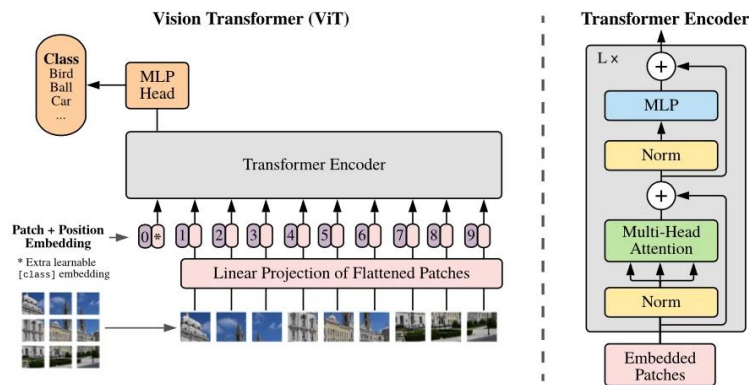 Vision Transformer (ViT)
Class
Bird
Ball
Car
...
MLP
Head
Transformer Encoder
Patch + Position
Embedding
0 * 1 2 3 4 5 6 7 8 9
* Extra learnable
[class] embedding
Linear Projection of Flattened Patches
Transformer Encoder
L ×
+
MLP
Norm
+
Multi-Head
Attention
Norm
Embedded
Patches